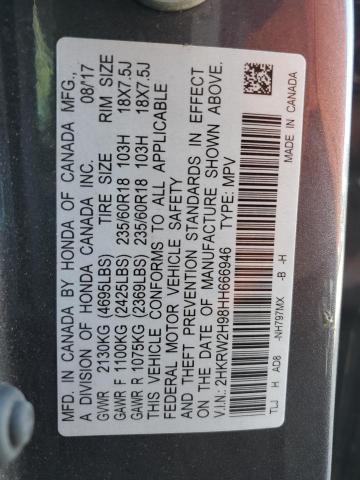 MFD. IN CANADA BY HONDA OF CANADA MFG.,
A DIVISION OF HONDA CANADA INC. 08/17
GVWR 2130KG (4695LBS) TIRE SIZE RIM SIZE
GAWR F 1100KG (2425LBS) 235/60R18 103H 18X7.5J
GAWR R 1075KG (2369LBS) 235/60R18 103H 18X7.5J
THIS VEHICLE CONFORMS TO ALL APPLICABLE
FEDERAL MOTOR VEHICLE SAFETY
AND THEFT PREVENTION STANDARDS IN EFFECT
ON THE DATE OF MANUFACTURE SHOWN ABOVE.
V.I.N.: 2HKRW2H98HH666946 TYPE: MPV
TLJ H AD8 -NH797MX -B -H
MADE IN CANADA